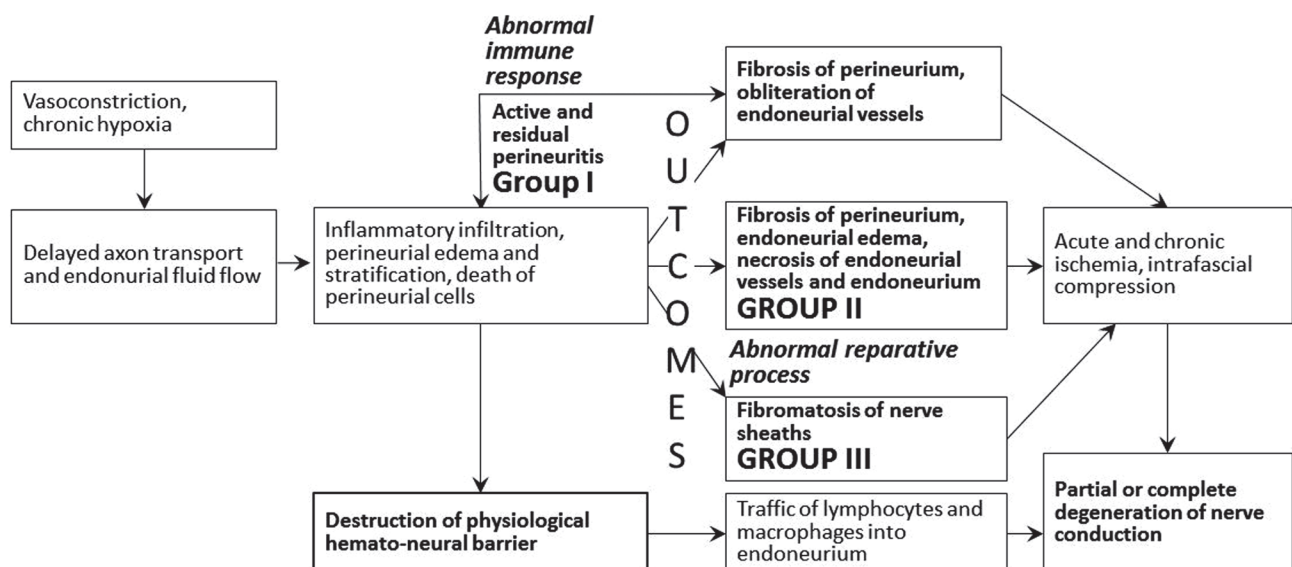 Abnormal
immune
response
Vasoconstriction,
chronic hypoxia
Active and
residual
perineuritis
Group I
Fibrosis of perineurium,
obliteration of
endoneurial vessels
OUTCOMES
Delayed axon transport
and endonurial fluid flow
Inflammatory infiltration,
perineurial edema and
stratification, death of
perineurial cells
Fibrosis of perineurium,
endoneurial edema,
necrosis of endoneurial
vessels and endoneurium
GROUP II
Acute and chronic
ischemia, intrafascial
compression
Abnormal reparative
process
Fibromatosis of nerve
sheaths
GROUP III
Destruction of physiological
hemato-neural barrier
Traffic of lymphocytes and
macrophages into
endoneurium
Partial or complete
degeneration of nerve
conduction